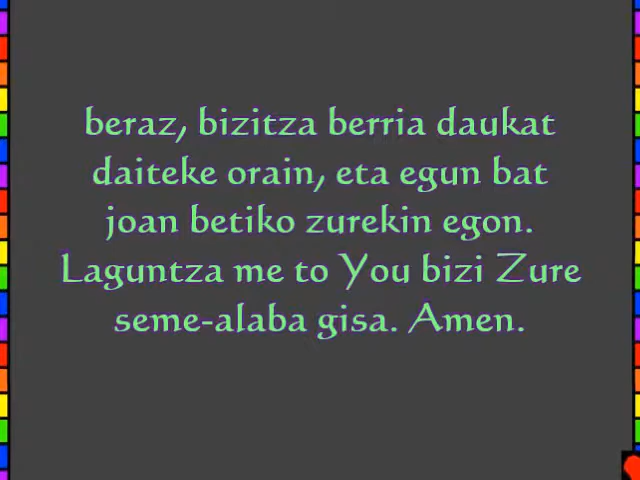 beraz, bizitza berria daukat
daiteke orain, eta egun bat
joan betiko zurekin egon.
Laguntza me to You bizi Zure
seme-alaba gisa. Amen.